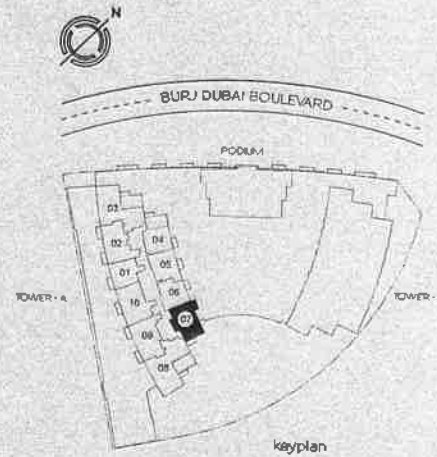 N
BURJ DUBAI BOULEVARD
PODIUM
03
02
04
01
05
TOWER - A
10
06
TOWER -
07
09
08
keyplan